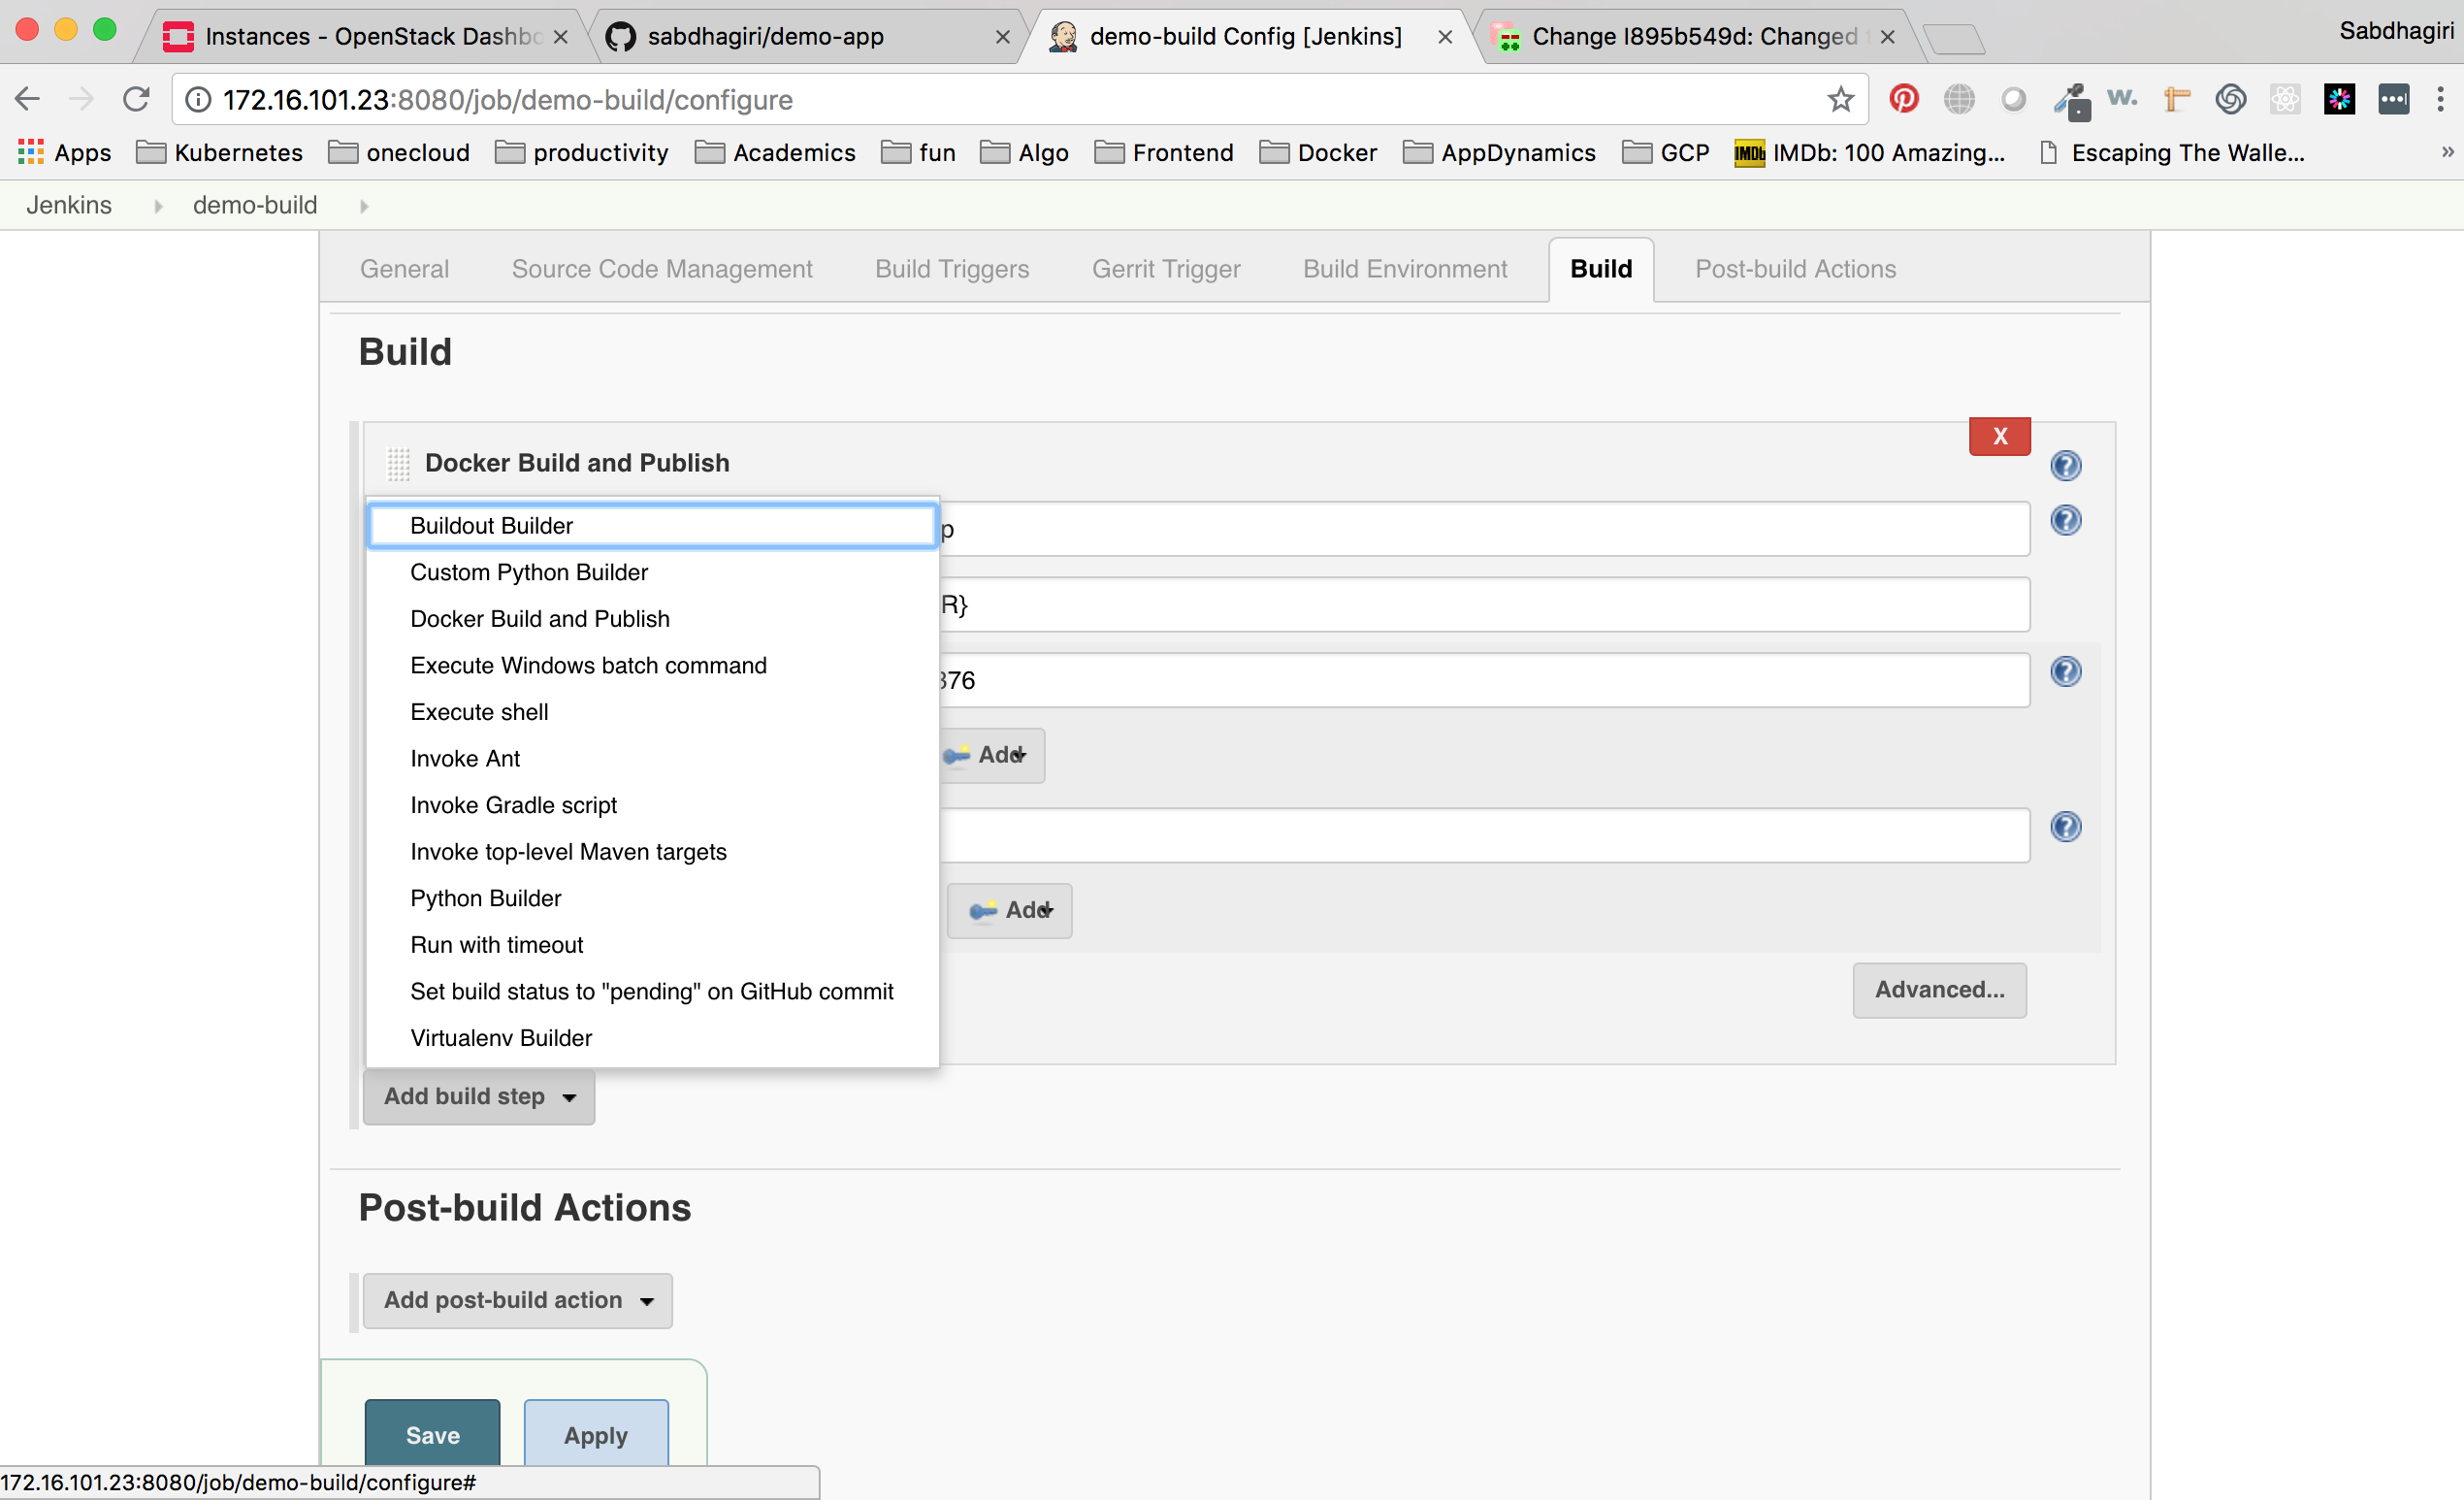 Instances - OpenStack Dashbo
sabdhagiri/demo-app
demo-build Config [Jenkins]
Change I895b549d: Changed
Sabdhagiri
172.16.101.23:8080/job/demo-build/configure
w.
Apps
Kubernetes
onecloud
productivity
Academics
fun
Algo
Frontend
Docker
AppDynamics
GCP
IMDb
IMDb: 100 Amazing...
Escaping The Walle...
»
Jenkins
demo-build
General
Source Code Management
Build Triggers
Gerrit Trigger
Build Environment
Build
Post-build Actions
Build
X
Docker Build and Publish
Buildout Builder
p
Custom Python Builder
Docker Build and Publish
R}
Execute Windows batch command
376
Execute shell
Invoke Ant
Add
Invoke Gradle script
Invoke top-level Maven targets
Python Builder
Add
Run with timeout
Set build status to "pending" on GitHub commit
Advanced...
Virtualenv Builder
Add build step
Post-build Actions
Add post-build action
Save
Apply
172.16.101.23:8080/job/demo-build/configure#